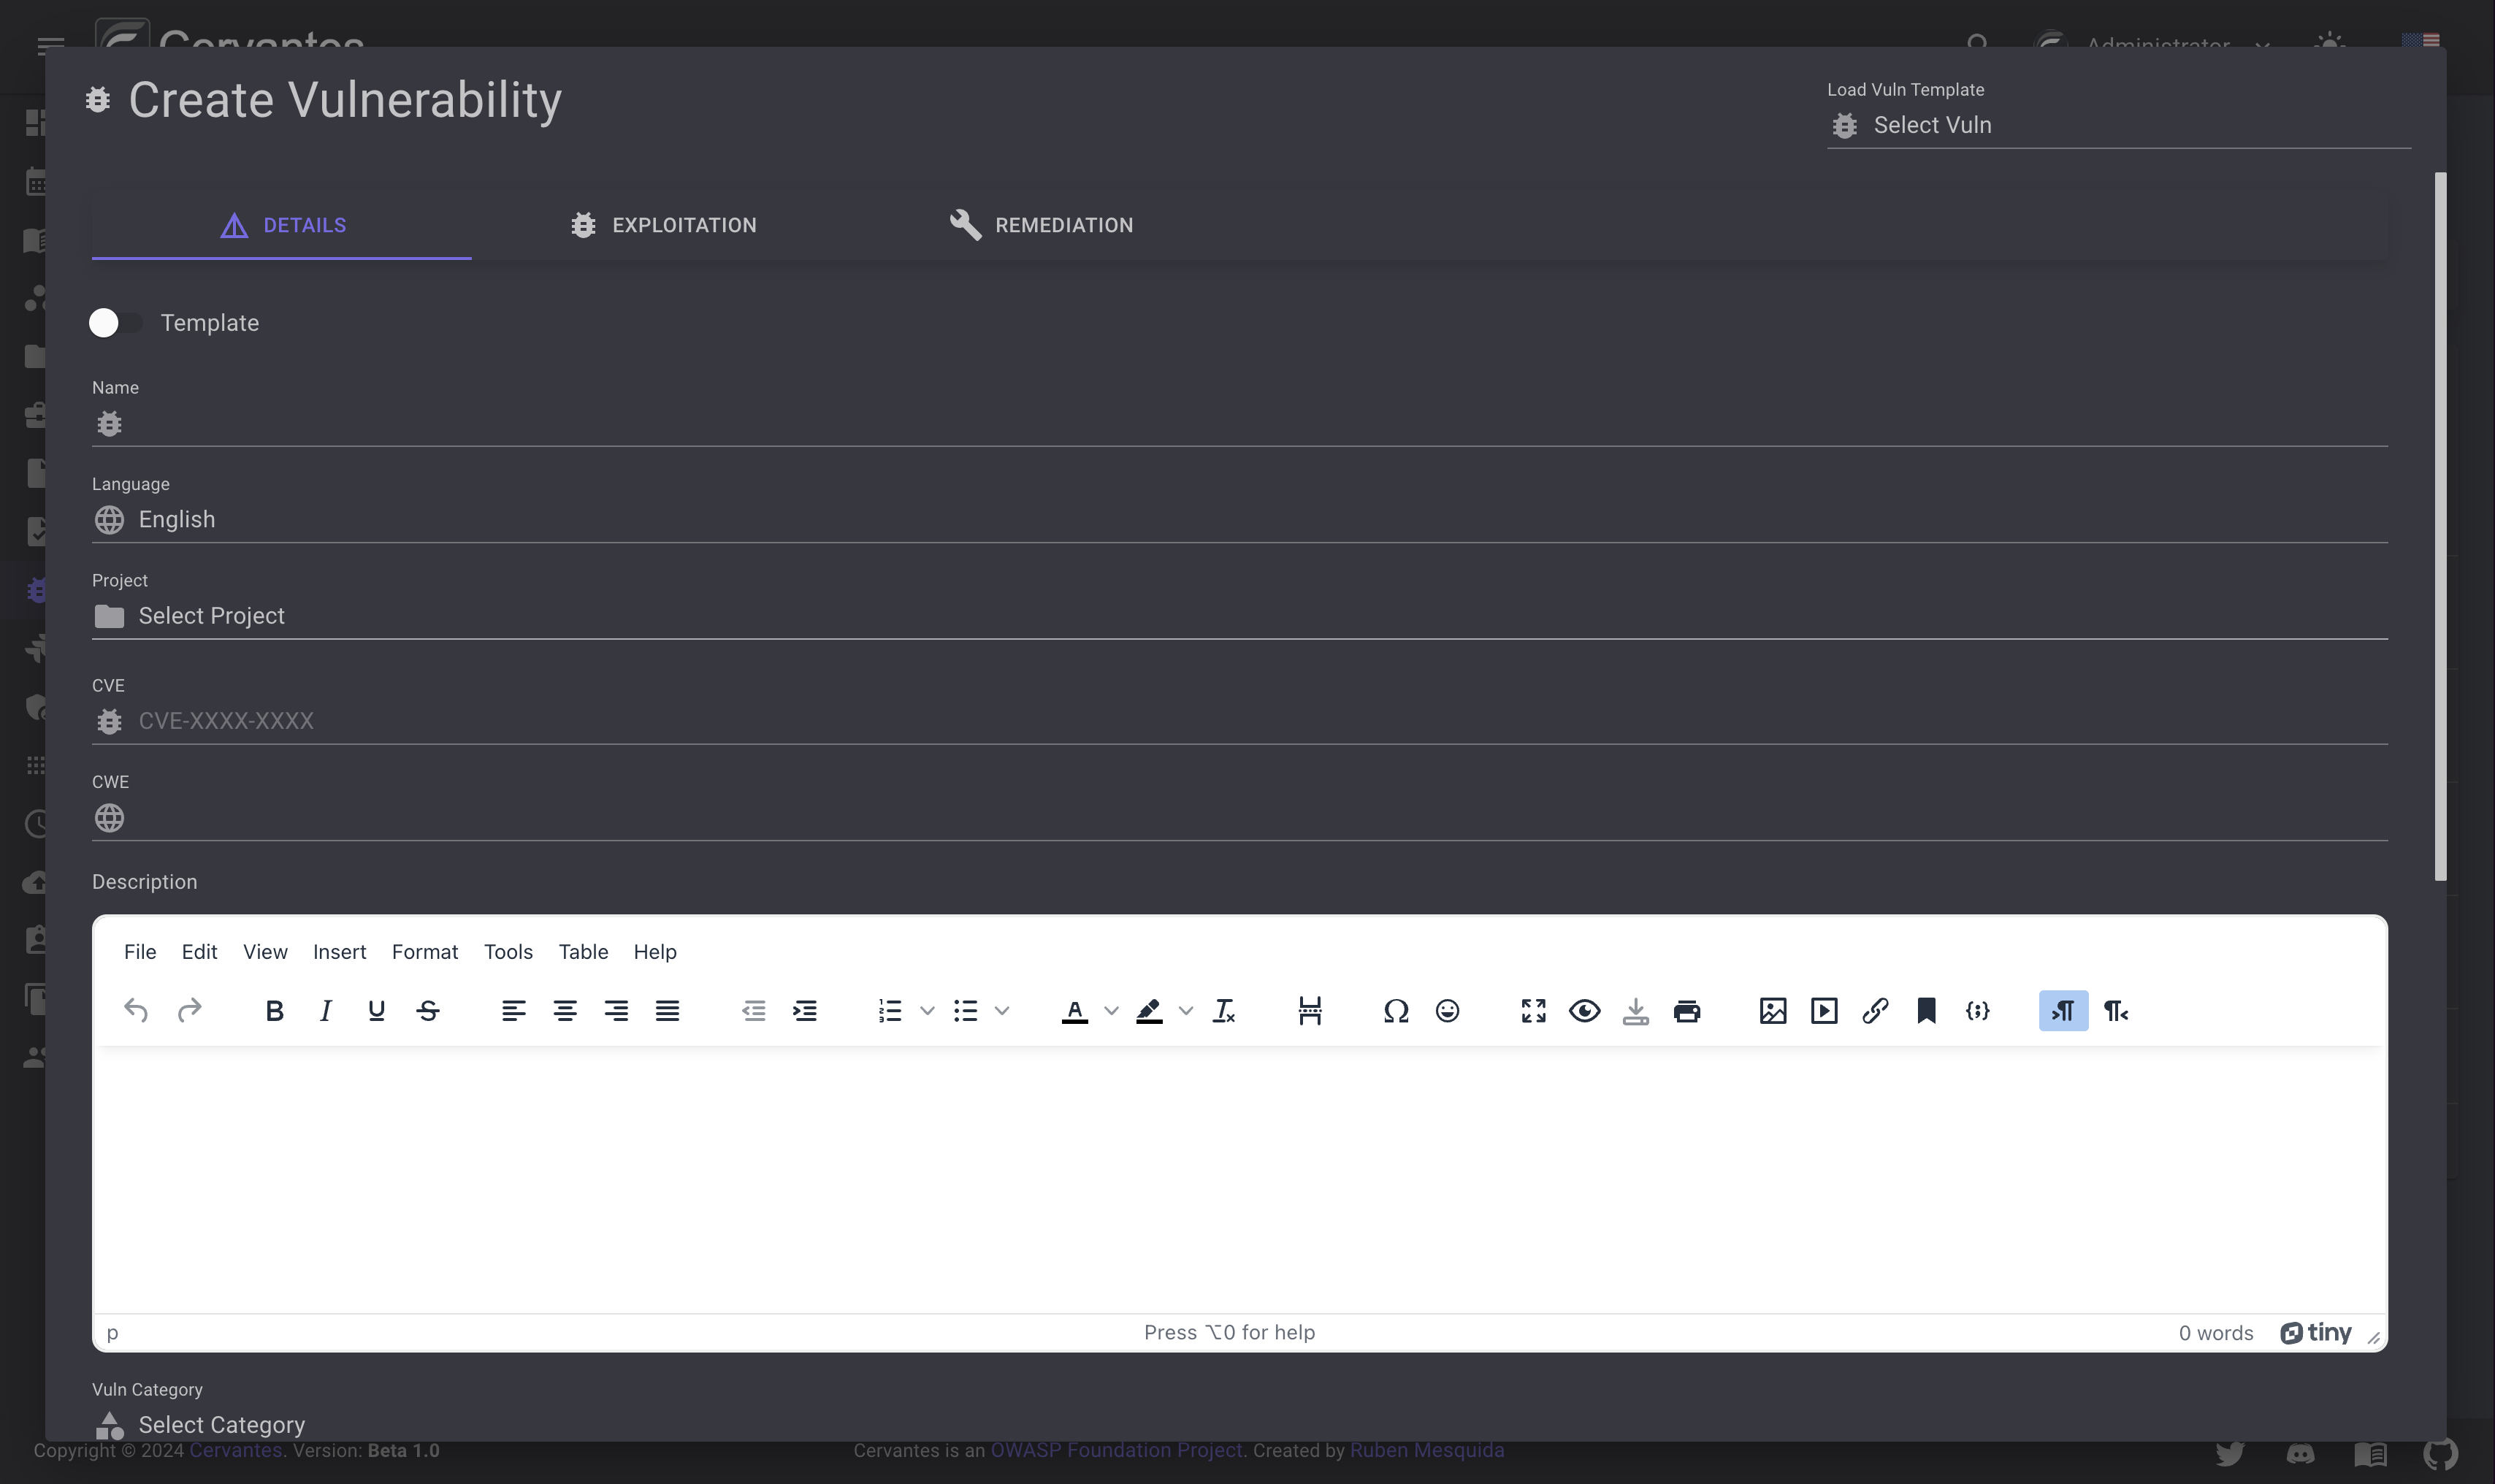 Cervantes
Administrator
Create Vulnerability
Load Vuln Template
Select Vuln
DETAILS
EXPLOITATION
REMEDIATION
Template
Name
Language
English
Project
Select Project
CVE
CVE-XXXX-XXXX
CWE
Description
File Edit View Insert Format Tools Table Help
p
Press ⌥0 for help
0 words
tiny
Vuln Category
Select Category
Copyright © 2024 Cervantes. Version: Beta 1.0
Cervantes is an OWASP Foundation Project. Created by Ruben Mesquida